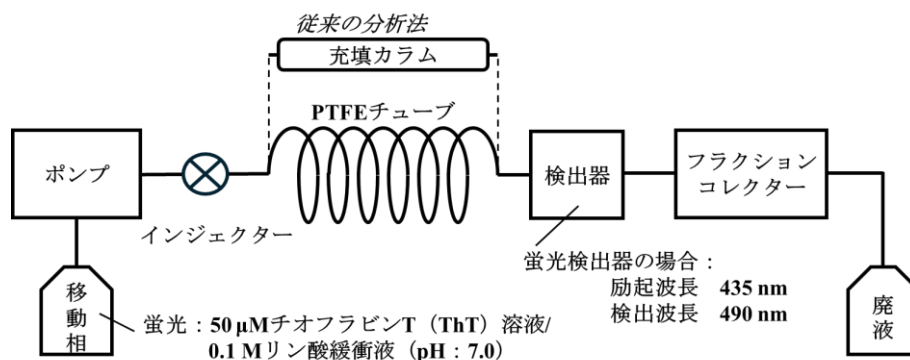 従来の分析法
充填カラム
PTFEチューブ
ポンプ
インジェクター
検出器
フラクション
コレクター
蛍光検出器の場合：
励起波長 435 nm
検出波長 490 nm
移動相
蛍光：50 μMチオフラビンT（ThT）溶液/
0.1 Mリン酸緩衝液（pH：7.0）
廃液